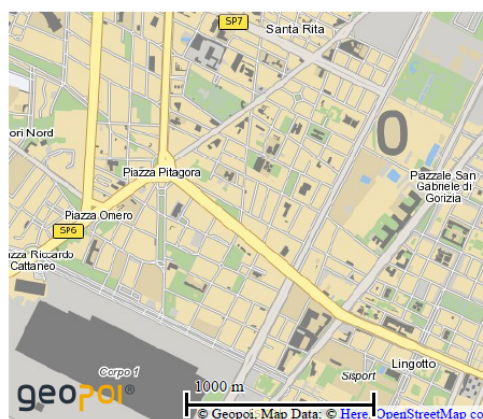 SP7
Santa Rita
ori Nord
Piazza Pitagora
Piazzale San
Gabriele di
Gorizia
Piazza Omero
SP6
azza Riccardo
Cattaneo
Corpo 1
Sisport
Lingotto
geopoi®
1000 m
© Geopoi, Map Data: © Here, OpenStreetMap co